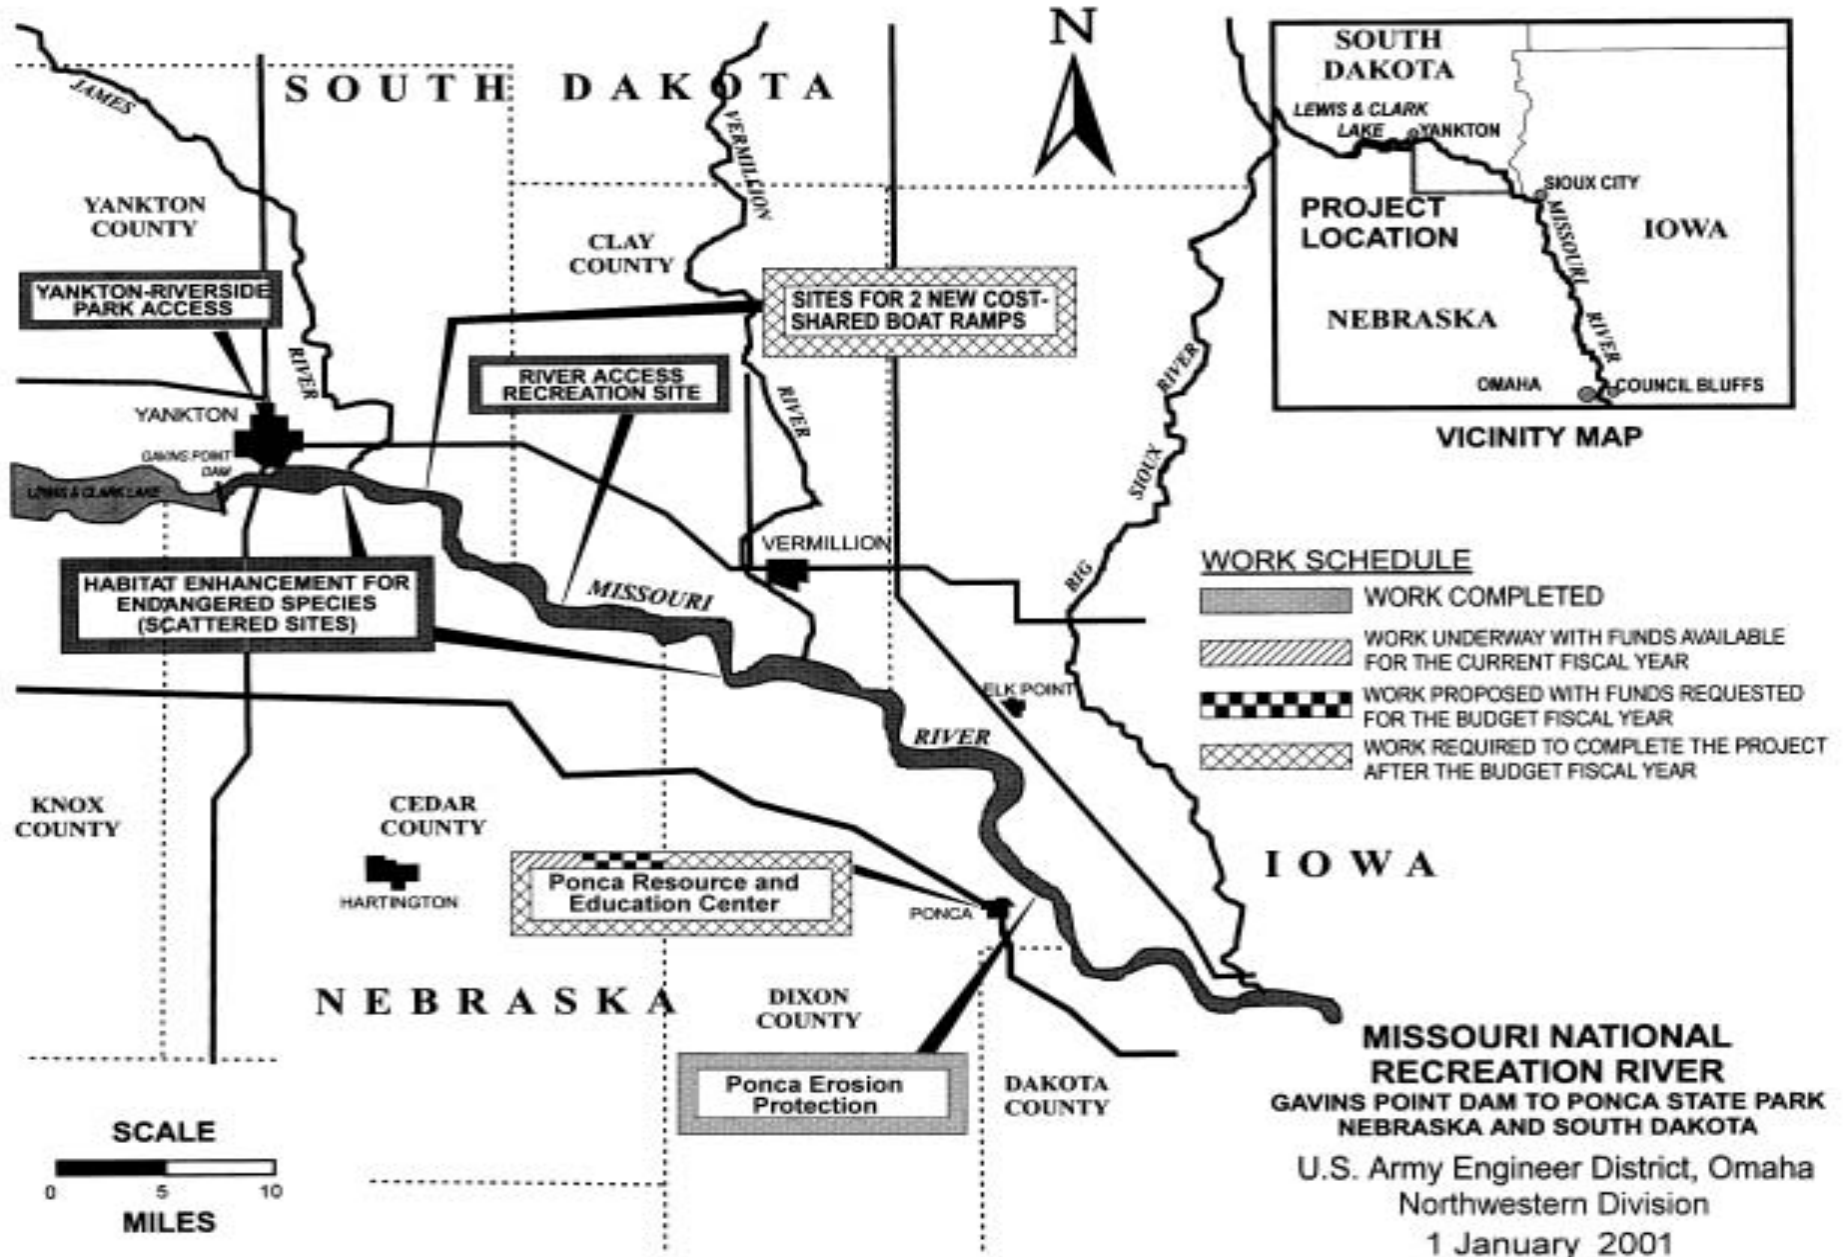 SOUTH DAKOTA
N
JAMES
RIVER
VERMILLION
RIVER
YANKTON
COUNTY
CLAY
COUNTY
YANKTON-RIVERSIDE
PARK ACCESS
SITES FOR 2 NEW COST-
SHARED BOAT RAMPS
RIVER ACCESS
RECREATION SITE
YANKTON
GAVINS POINT
DAM
LEWIS & CLARK LAKE
HABITAT ENHANCEMENT FOR
ENDANGERED SPECIES
(SCATTERED SITES)
VERMILLION
MISSOURI
RIVER
BIG
SIOUX
RIVER
ELK POINT
KNOX
COUNTY
CEDAR
COUNTY
HARTINGTON
Ponca Resource and
Education Center
PONCA
IOWA
NEBRASKA
DIXON
COUNTY
Ponca Erosion
Protection
DAKOTA
COUNTY
SCALE
0 5 10
MILES
SOUTH
DAKOTA
LEWIS & CLARK
LAKE
YANKTON
SIOUX CITY
PROJECT
LOCATION
MISSOURI
RIVER
IOWA
NEBRASKA
OMAHA
COUNCIL BLUFFS
VICINITY MAP
WORK SCHEDULE
WORK COMPLETED
WORK UNDERWAY WITH FUNDS AVAILABLE
FOR THE CURRENT FISCAL YEAR
WORK PROPOSED WITH FUNDS REQUESTED
FOR THE BUDGET FISCAL YEAR
WORK REQUIRED TO COMPLETE THE PROJECT
AFTER THE BUDGET FISCAL YEAR
MISSOURI NATIONAL
RECREATION RIVER
GAVINS POINT DAM TO PONCA STATE PARK
NEBRASKA AND SOUTH DAKOTA
U.S. Army Engineer District, Omaha
Northwestern Division
1 January 2001